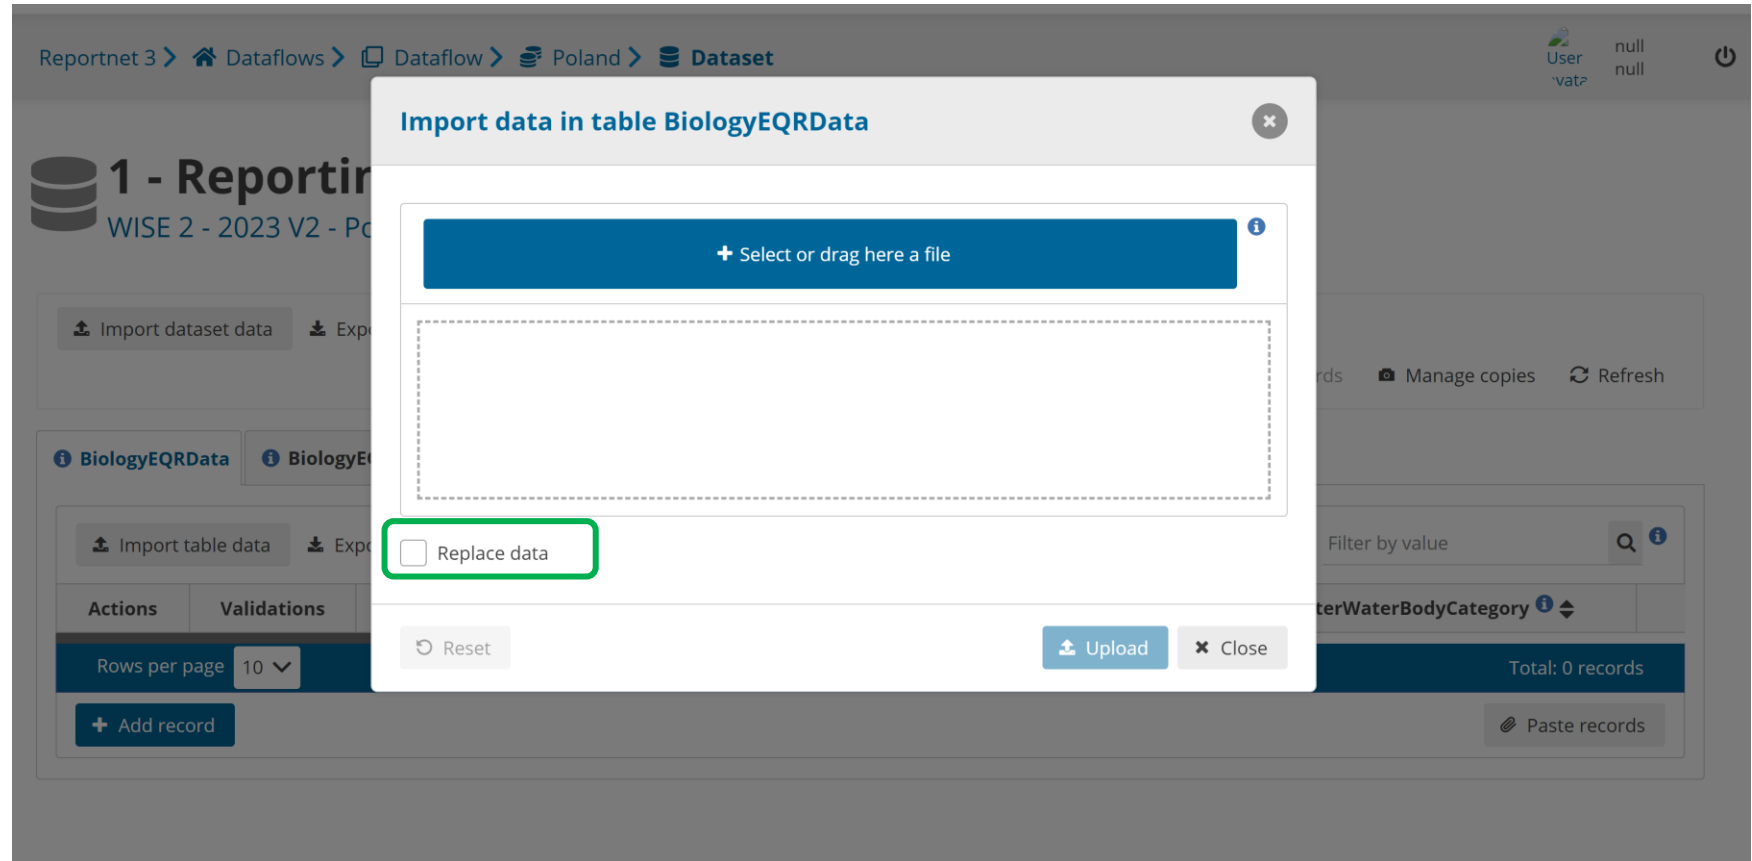 Reportnet 3 Dataflows Dataflow Poland Dataset
User
null
null
Import data in table BiologyEQRData
1 -
WISE 2 - 2023 V2 -
Select or drag here a file
Import dataset data
Manage copies Refresh
BiologyEQRData
Import table data
Replace data
Filter by value
Actions Validations
Reset Upload Close
Rows per page 10 Total: 0 records
Add record Paste records